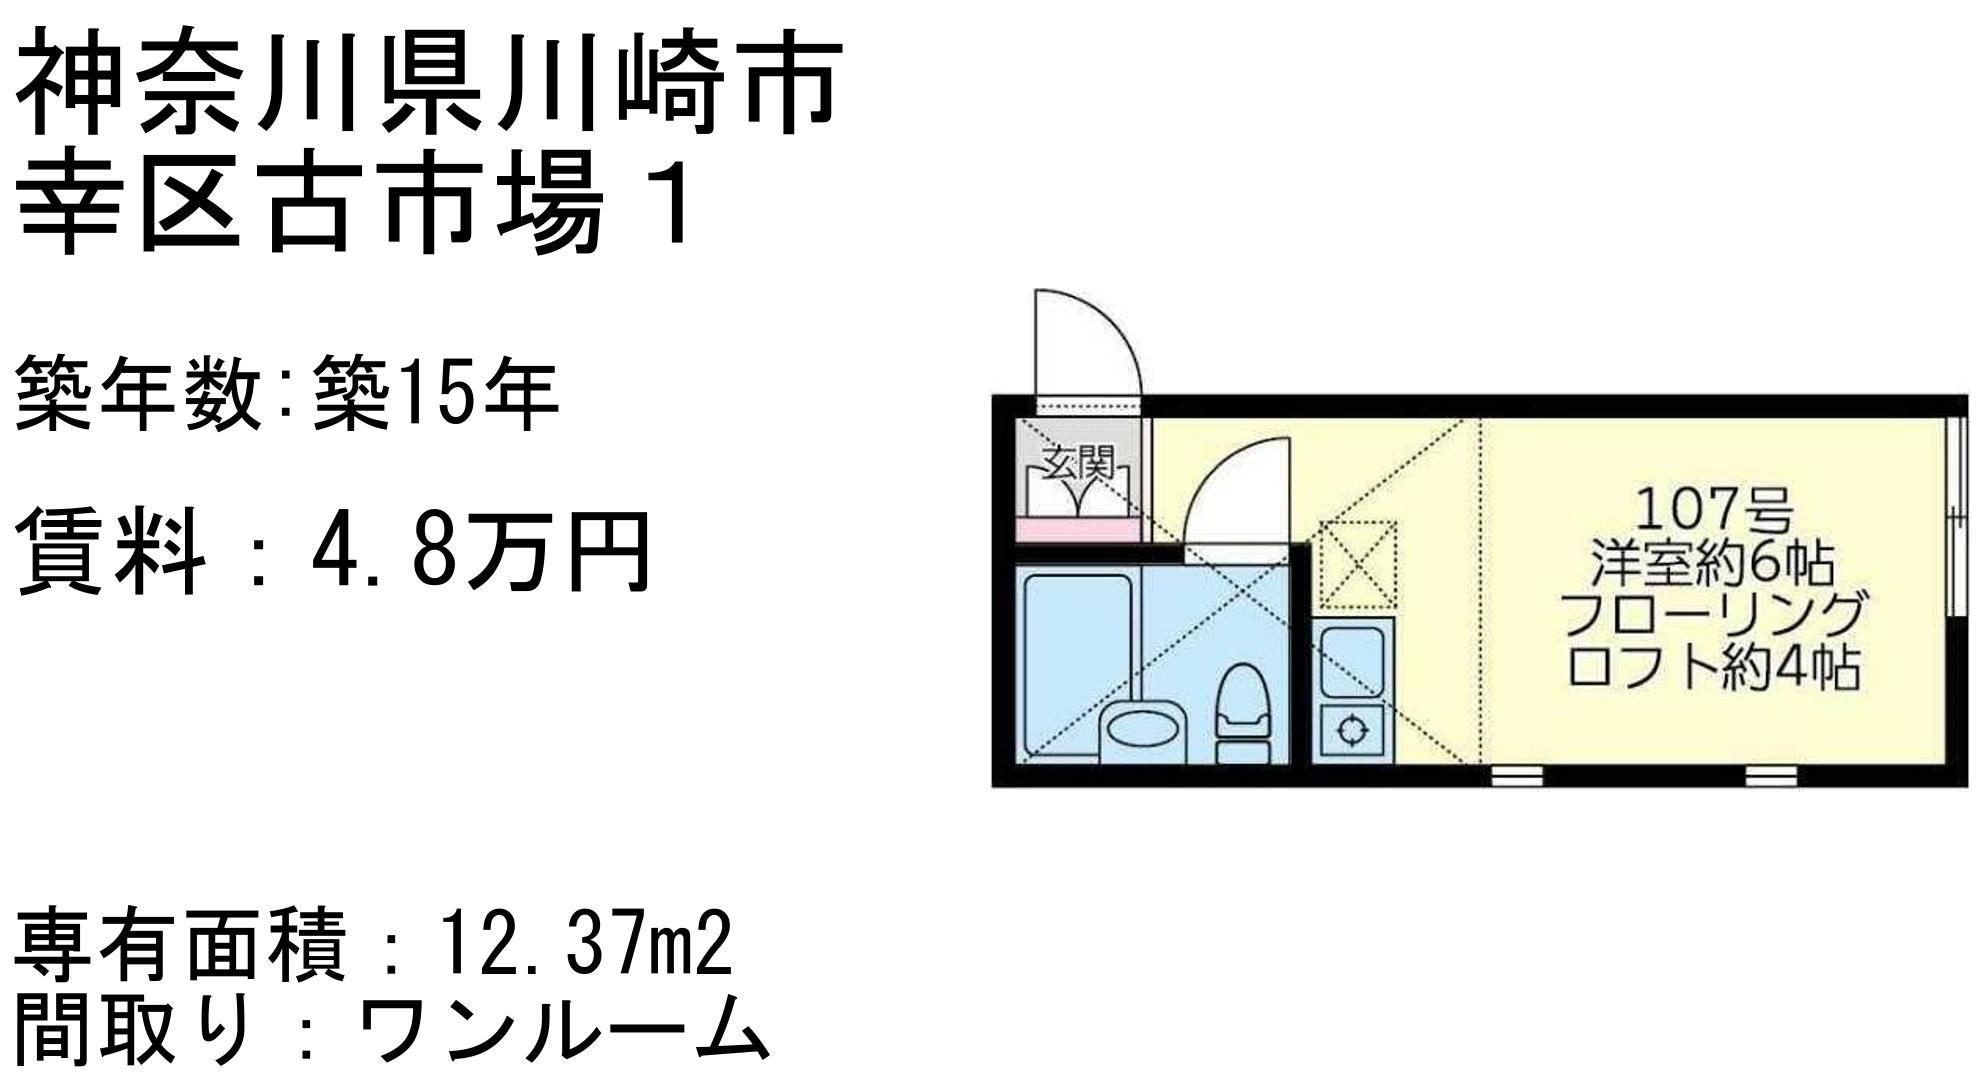 神奈川県川崎市
幸区古市場１
築年数:築15年
賃料：4.8万円
専有面積：12.37m2
間取り：ワンルーム
玄関
107号
洋室約6帖
フローリング
ロフト約4帖